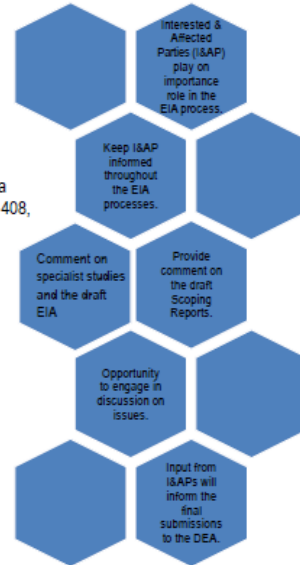 Interested &
Affected
Parties (I&AP)
play on
importance
role in the
EIA process.
Keep I&AP
informed
throughout
the EIA
processes.
a
408,
Comment on
specialist studies
and the draft
EIA
Provide
comment on
the draft
Scoping
Reports.
Opportunity
to engage in
discussion on
issues.
Input from
I&APs will
inform the
final
submissions
to the DEA.